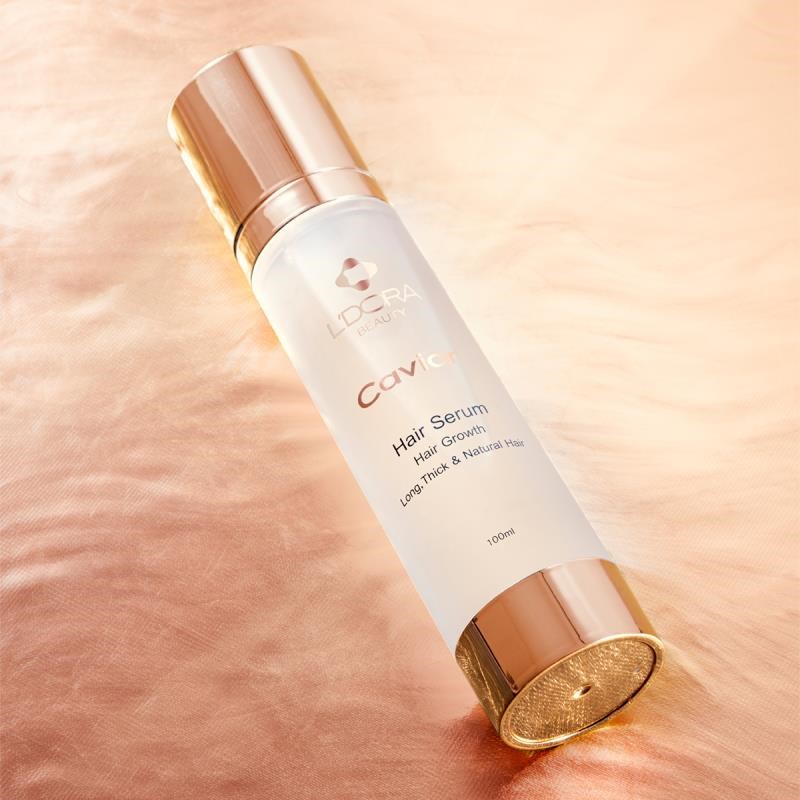 L'DORA
BEAUTY
Caviar
Hair Serum
Hair Growth
Long,Thick & Natural Hair
100ml